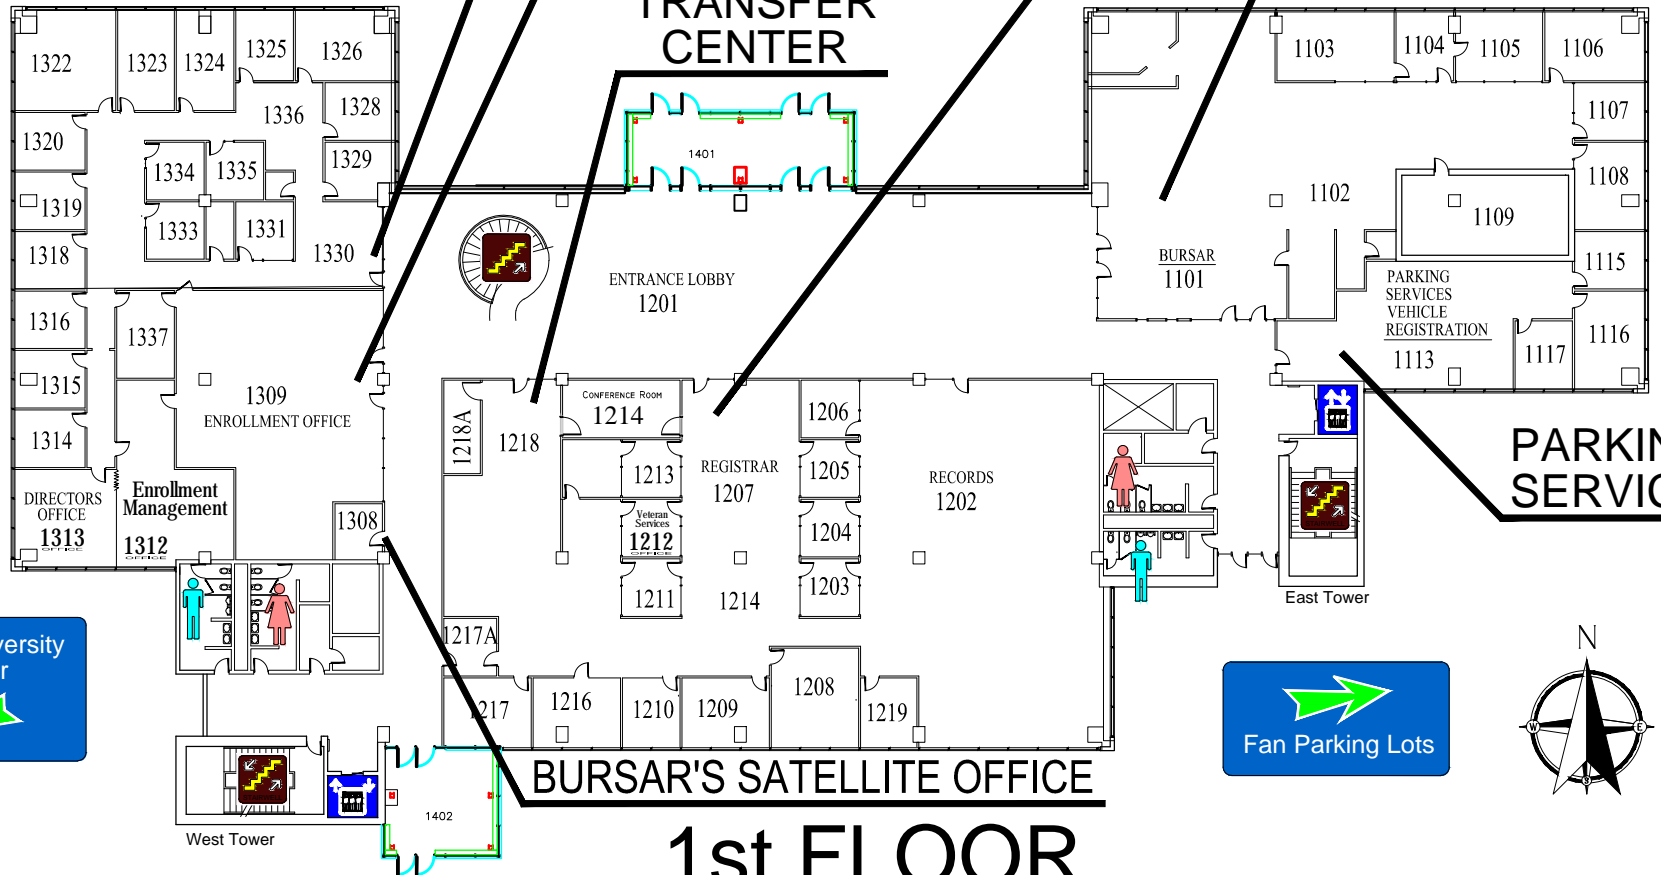 TRANSFER
CENTER
1322
1323
1324
1325
1326
1336
1328
1320
1334
1335
1329
1319
1333
1331
1318
1330
1316
1337
1315
1309
ENROLLMENT OFFICE
1314
DIRECTORS
OFFICE
1313
OFFICE
Enrollment
Management
1312
OFFICE
1308
1401
ENTRANCE LOBBY
1201
1103
1104
1105
1106
1107
1108
1102
1109
BURSAR
1101
1115
PARKING
SERVICES
VEHICLE
REGISTRATION
1113
1117
1116
1218A
1218
CONFERENCE ROOM
1214
1206
1213
REGISTRAR
1207
1205
RECORDS
1202
Veteran
Services
1212
OFFICE
1204
1211
1214
1203
1217A
1217
1216
1210
1209
1208
1219
East Tower
N
W
E
S
Fan Parking Lots
BURSAR'S SATELLITE OFFICE
1402
West Tower
1st FLOOR